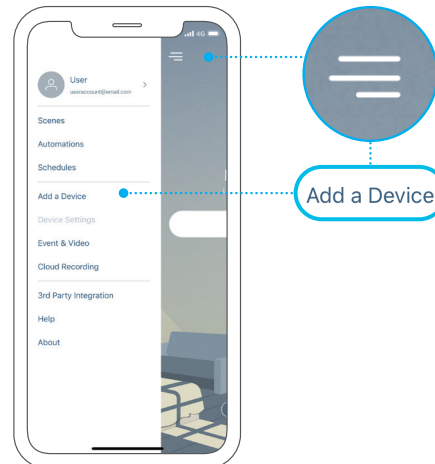 4G
User
useraccount@email.com
Scenes
Automations
Schedules
Add a Device
Device Settings
Event & Video
Cloud Recording
3rd Party Integration
Help
About
Add a Device